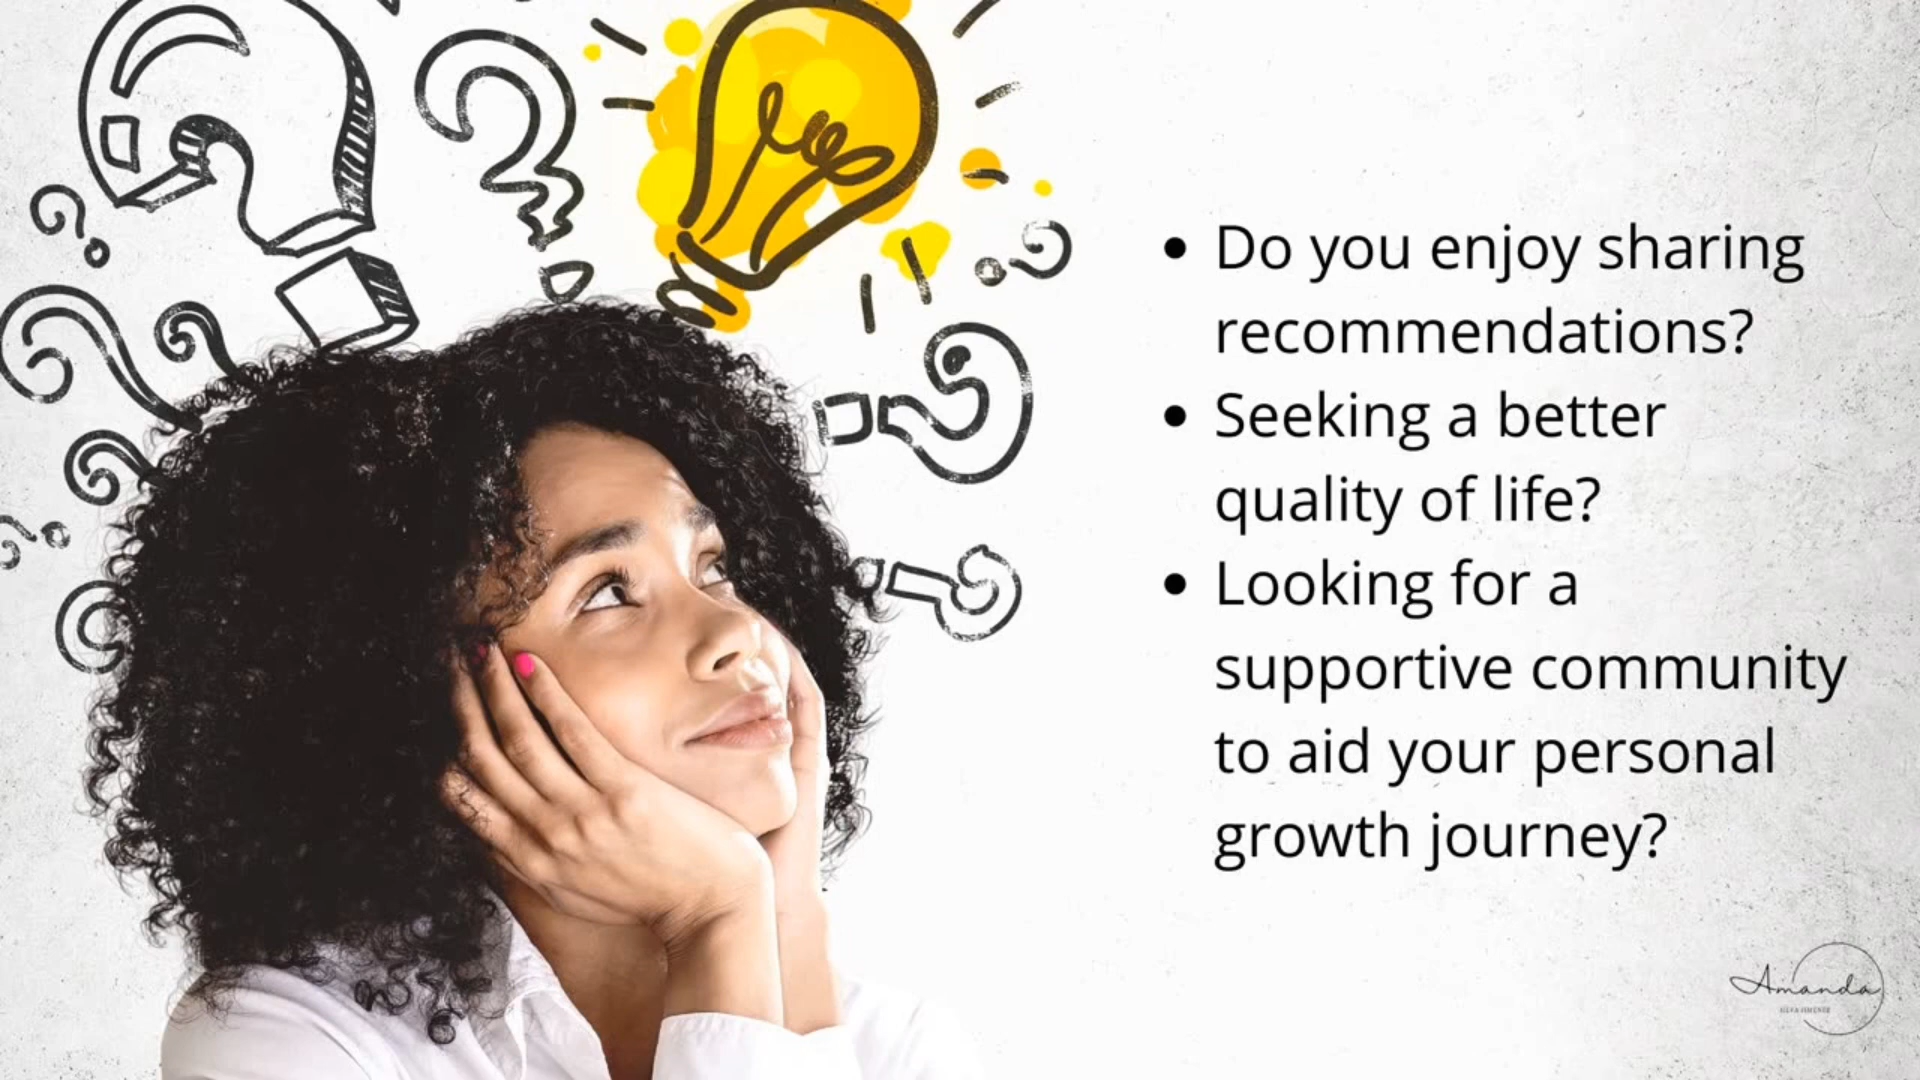 • Do you enjoy sharing
recommendations?
• Seeking a better
quality of life?
• Looking for a
supportive community
to aid your personal
growth journey?
Amanda